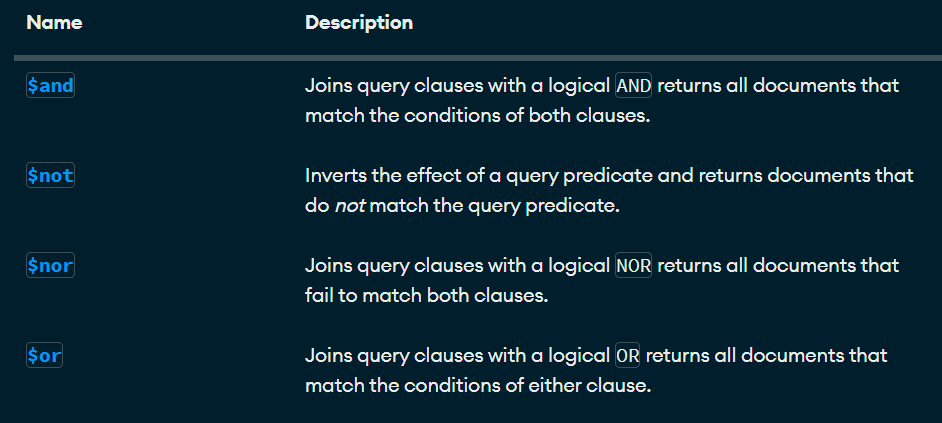 Name Description
$and Joins query clauses with a logical AND returns all documents that
match the conditions of both clauses.
$not Inverts the effect of a query predicate and returns documents that
do not match the query predicate.
$nor Joins query clauses with a logical NOR returns all documents that
fail to match both clauses.
$or Joins query clauses with a logical OR returns all documents that
match the conditions of either clause.